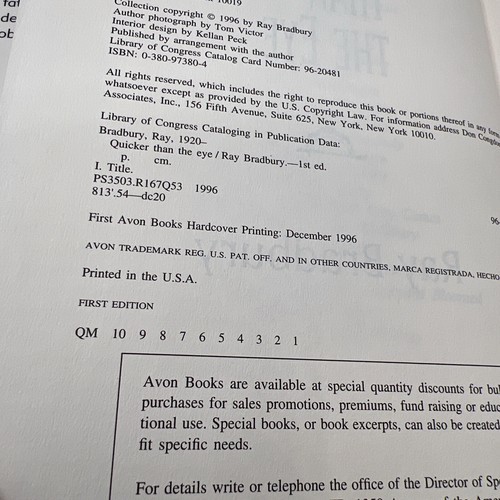 10019
Collection copyright © 1996 by Ray Bradbury
Author photograph by Tom Victor
Interior design by Kellan Peck
Published by arrangement with the author
Library of Congress Catalog Card Number: 96-20481
ISBN: 0-380-97380-4
All rights reserved, which includes the right to reproduce this book or portions thereof in any form
whatsoever except as provided by the U.S. Copyright Law. For information address Don Congdon
Associates, Inc., 156 Fifth Avenue, Suite 625, New York, New York 10010.
Library of Congress Cataloging in Publication Data:
Bradbury, Ray, 1920–
Quicker than the eye / Ray Bradbury.—1st ed.
p. cm.
I. Title.
PS3503.R167Q53 1996
813'.54—dc20
96-
First Avon Books Hardcover Printing: December 1996
AVON TRADEMARK REG. U.S. PAT. OFF. AND IN OTHER COUNTRIES, MARCA REGISTRADA, HECHO
Printed in the U.S.A.
FIRST EDITION
QM 10 9 8 7 6 5 4 3 2 1
Avon Books are available at special quantity discounts for bul
purchases for sales promotions, premiums, fund raising or educ
tional use. Special books, or book excerpts, can also be created
fit specific needs.
For details write or telephone the office of the Director of Sp